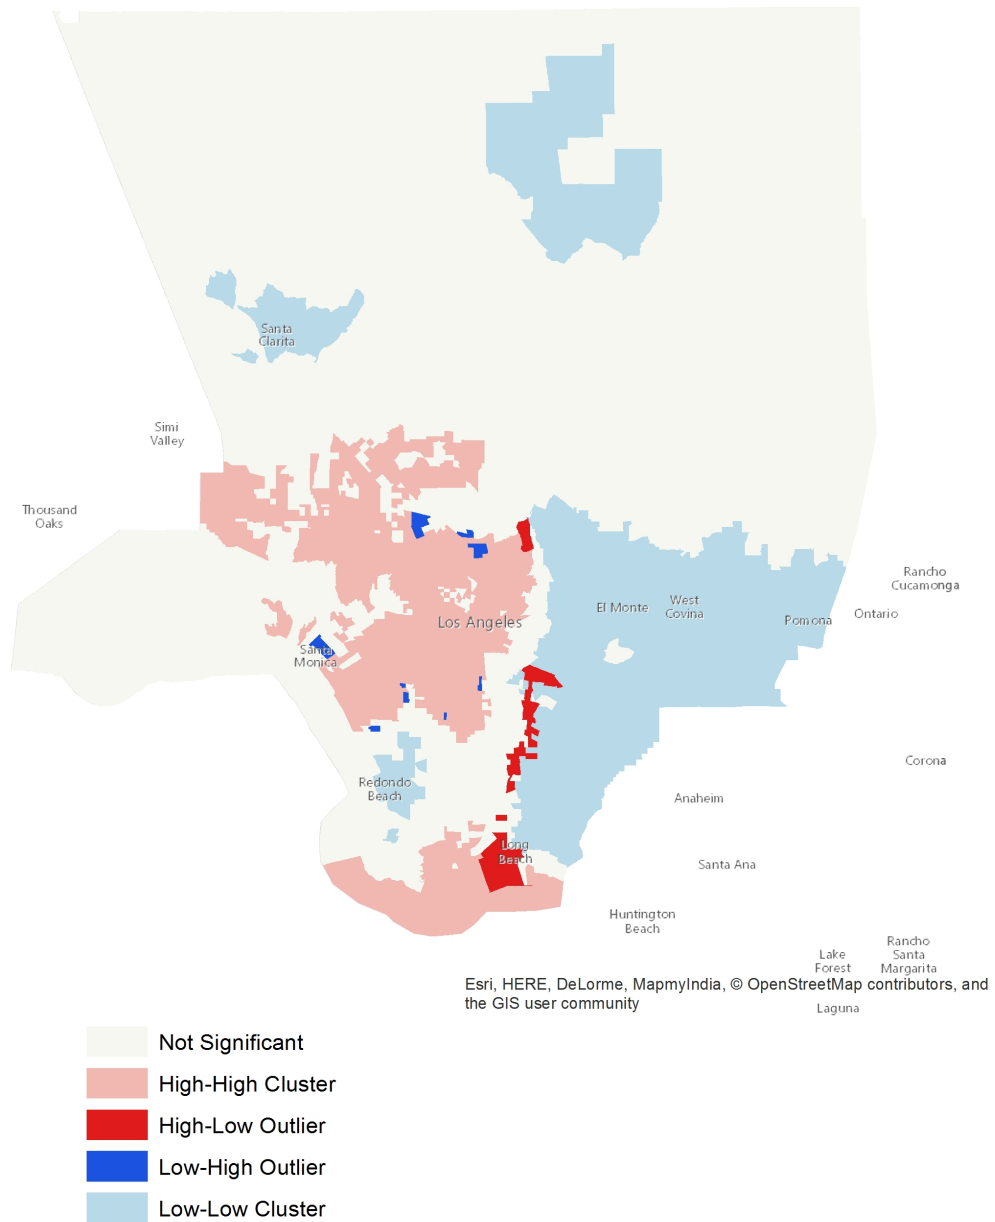 Santa
Clarita
Simi
Valley
Thousand
Oaks
Rancho
Cucamonga
El Monte
West
Covina
Ontario
Pomona
Los Angeles
Santa
Monica
Corona
Redondo
Beach
Anaheim
Long
Beach
Santa Ana
Huntington
Beach
Lake
Forest
Rancho
Santa
Margarita
Esri, HERE, DeLorme, MapmyIndia, © OpenStreetMap contributors, and
the GIS user community
Laguna
Not Significant
High-High Cluster
High-Low Outlier
Low-High Outlier
Low-Low Cluster